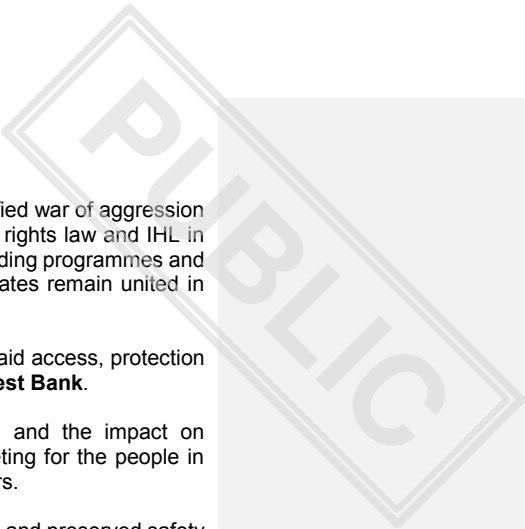 fied war of aggression
rights law and IHL in
ding programmes and
ates remain united in
aid access, protection
est Bank.
and the impact on
ting for the people in
rs.
and preserved safety
PUBLIC